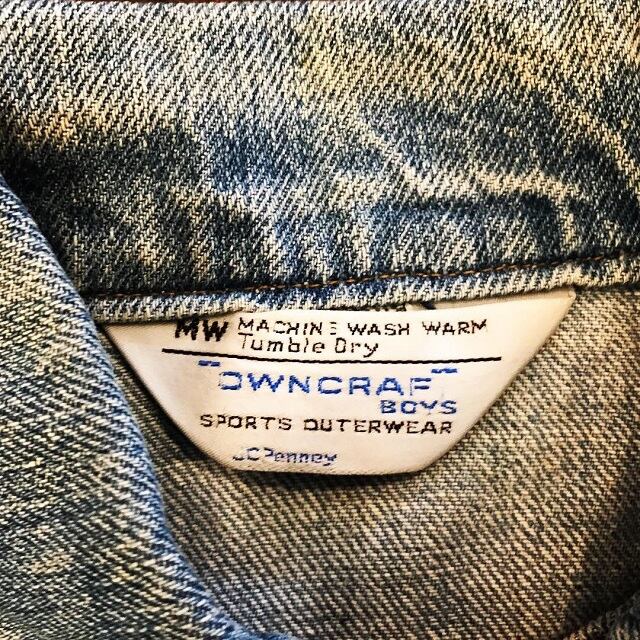 MW MACHINE WASH WARM
Tumble Dry
TOWNCRAFT
BOYS
SPORTS OUTERWEAR
JCPenney